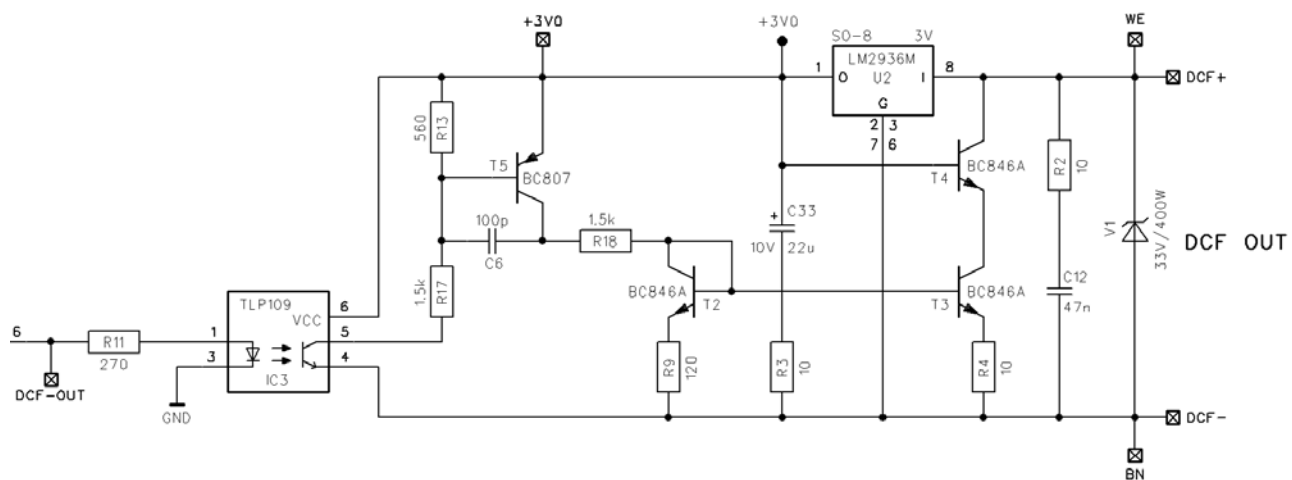 +3V0
+3V0
SO-8 3V
WE
LM2936M
1 O U2 I 8
G
2 3
7 6
DCF+
560
R13
T5
BC807
BC846A
T4
R2
10
100p
C6
1.5k
R18
+
C33
10V 22u
V1
33V/400W
DCF OUT
1.5k
R17
BC846A
T2
BC846A
T3
C12
47n
TLP109
VCC
6
5
4
IC3
6
R11
270
1
3
DCF-OUT
GND
R9
120
R3
10
R4
10
DCF-
BN